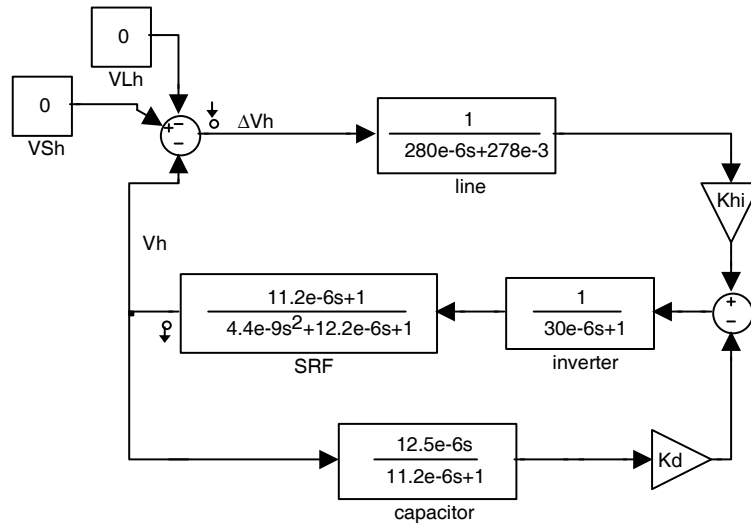 0
VLh
0
VSh
+
−
−
ΔVh
1
280e-6s+278e-3
line
Khi
Vh
11.2e-6s+1
4.4e-9s²+12.2e-6s+1
SRF
1
30e-6s+1
inverter
+
−
12.5e-6s
11.2e-6s+1
capacitor
Kd